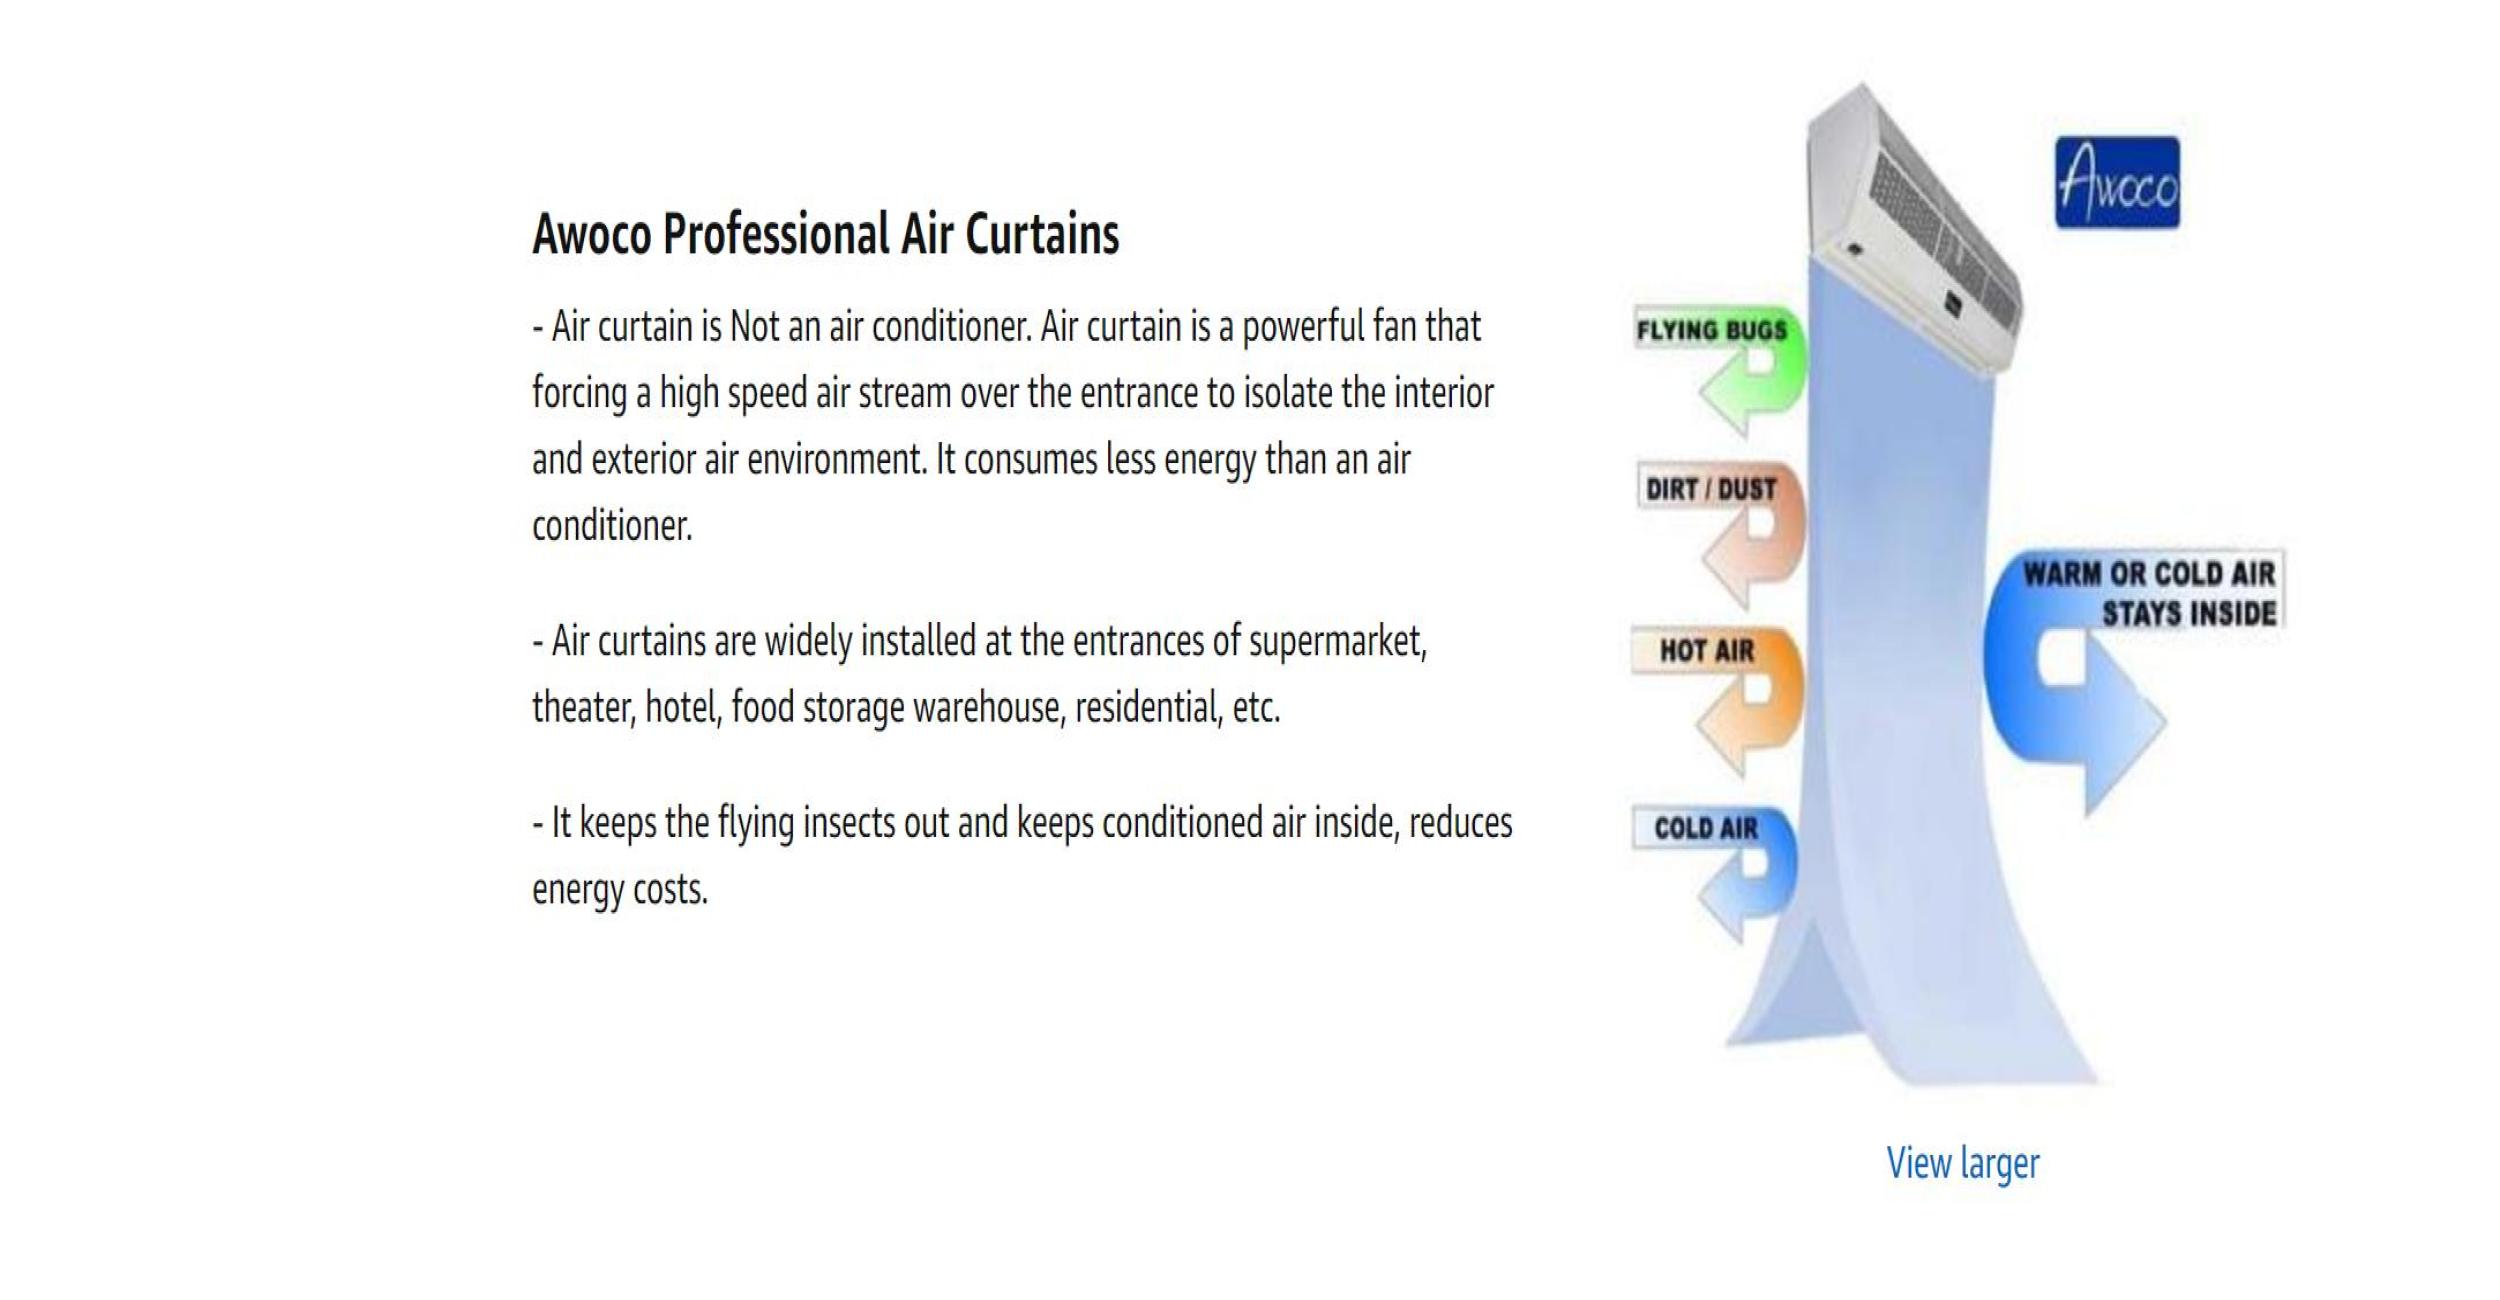 Awoco Professional Air Curtains
- Air curtain is Not an air conditioner. Air curtain is a powerful fan that
forcing a high speed air stream over the entrance to isolate the interior
and exterior air environment. It consumes less energy than an air
conditioner.
- Air curtains are widely installed at the entrances of supermarket,
theater, hotel, food storage warehouse, residential, etc.
- It keeps the flying insects out and keeps conditioned air inside, reduces
energy costs.
Awoco
FLYING BUGS
DIRT / DUST
HOT AIR
COLD AIR
WARM OR COLD AIR
STAYS INSIDE
View larger